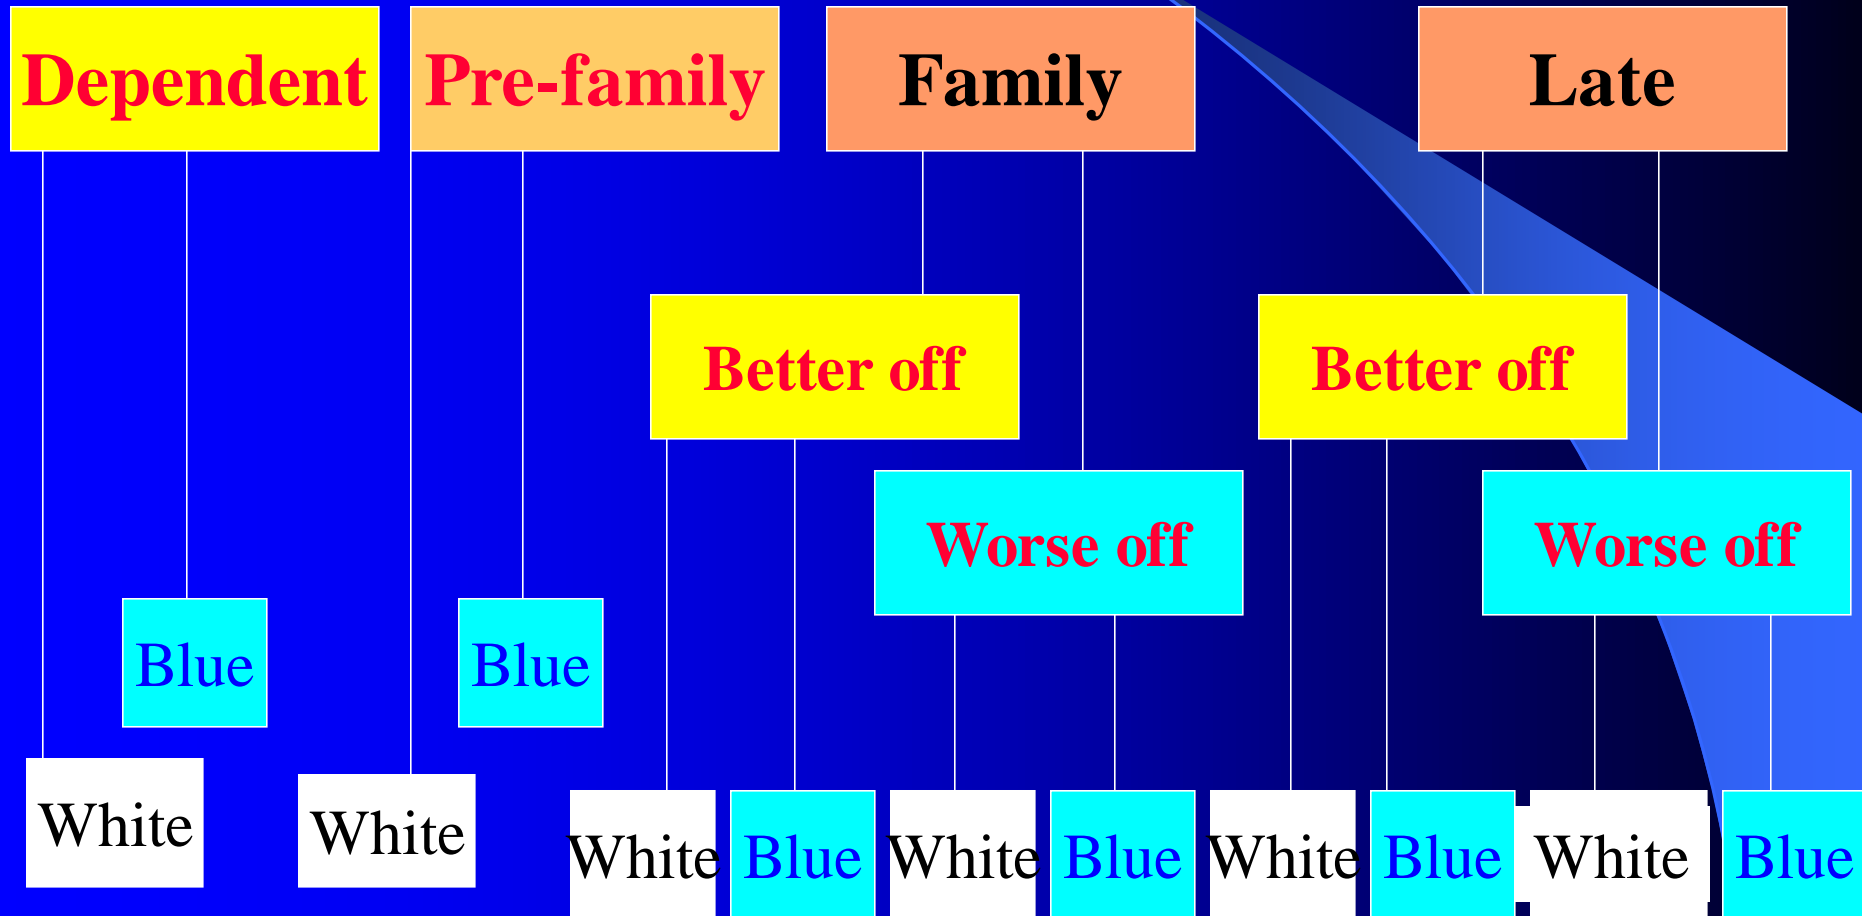 Dependent
Pre-family
Family
Late
Better off
Better off
Worse off
Worse off
Blue
Blue
White
White
White
Blue
White
Blue
White
Blue
White
Blue